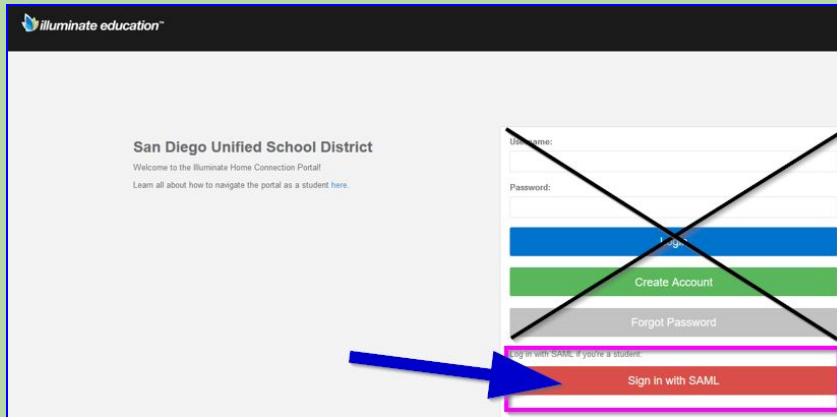 illuminate education™
San Diego Unified School District
Welcome to the Illuminate Home Connection Portal!
Learn all about how to navigate the portal as a student here.
Username:
Password:
Login
Create Account
Forgot Password
Log in with SAML if you're a student:
Sign in with SAML